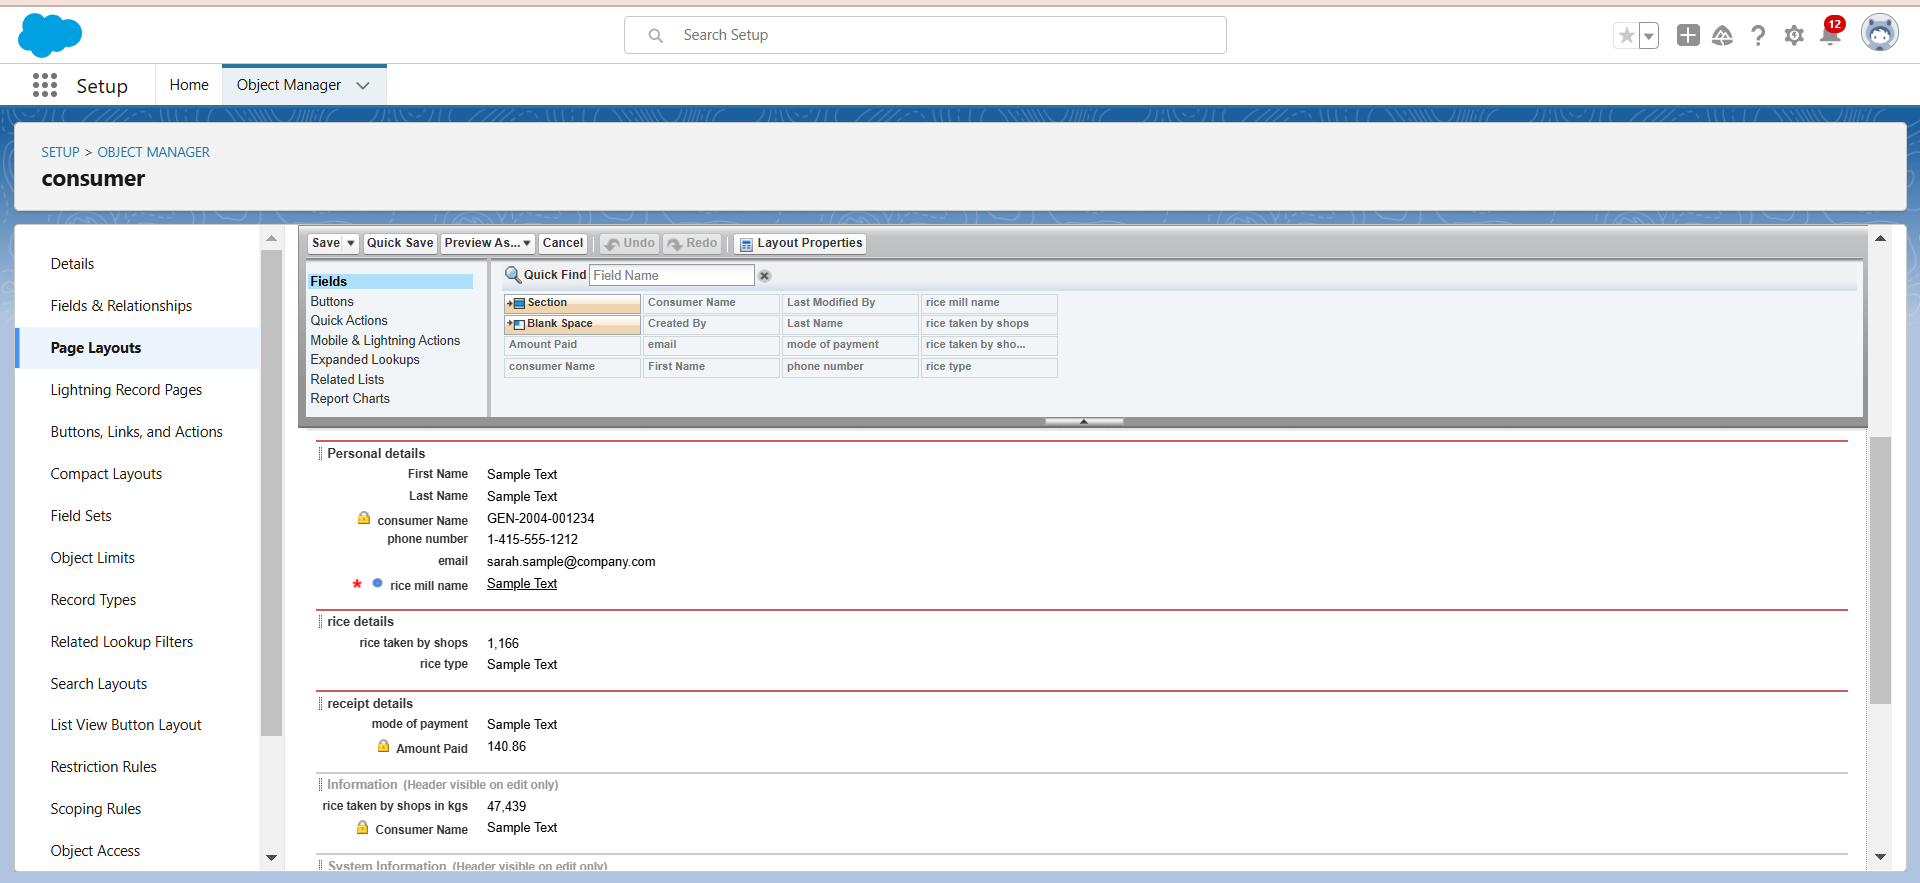 Search Setup
12
Setup
Home
Object Manager
SETUP > OBJECT MANAGER
consumer
Details
Fields & Relationships
Page Layouts
Lightning Record Pages
Buttons, Links, and Actions
Compact Layouts
Field Sets
Object Limits
Record Types
Related Lookup Filters
Search Layouts
List View Button Layout
Restriction Rules
Scoping Rules
Object Access
Save
Quick Save
Preview As...
Cancel
Undo
Redo
Layout Properties
Fields
Buttons
Quick Actions
Mobile & Lightning Actions
Expanded Lookups
Related Lists
Report Charts
Quick Find Field Name
Section Consumer Name Last Modified By rice mill name
Blank Space Created By Last Name rice taken by shops
Amount Paid email mode of payment rice taken by sho...
consumer Name First Name phone number rice type
Personal details
First Name Sample Text
Last Name Sample Text
consumer Name GEN-2004-001234
phone number 1-415-555-1212
email sarah.sample@company.com
* rice mill name Sample Text
rice details
rice taken by shops 1,166
rice type Sample Text
receipt details
mode of payment Sample Text
Amount Paid 140.86
Information (Header visible on edit only)
rice taken by shops in kgs 47,439
Consumer Name Sample Text
System Information (Header visible on edit only)